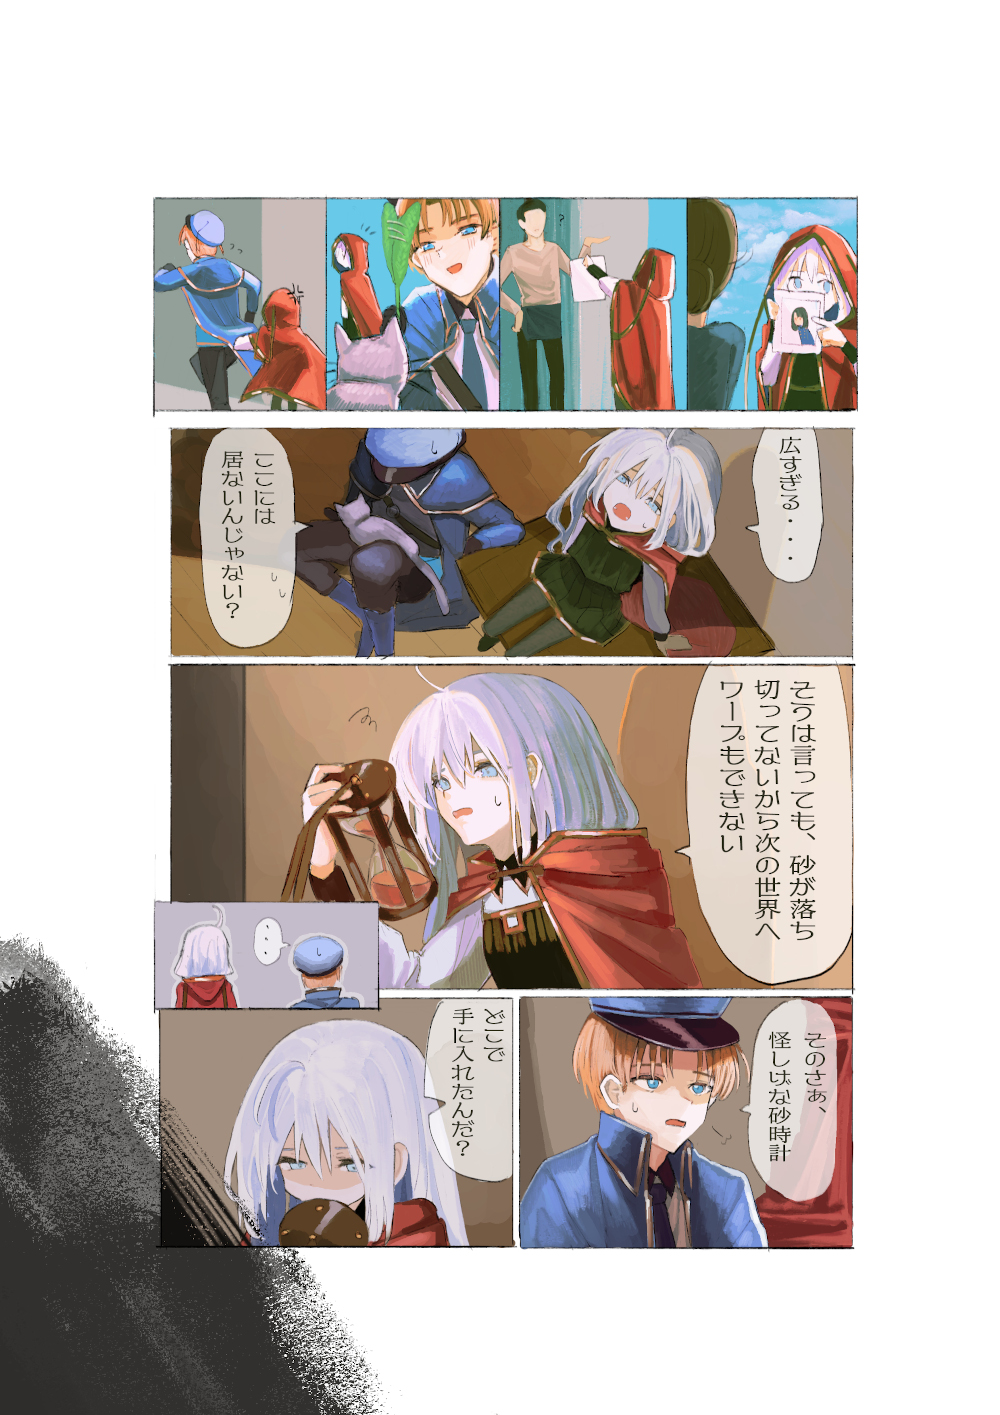 ?
広すぎる・・・
ここには
居ないんじゃない？
そうは言っても、砂が落ち
切ってないから次の世界へ
ワープもできない
・・・
そのさぁ、
怪しげな砂時計
どこで
手に入れたんだ？